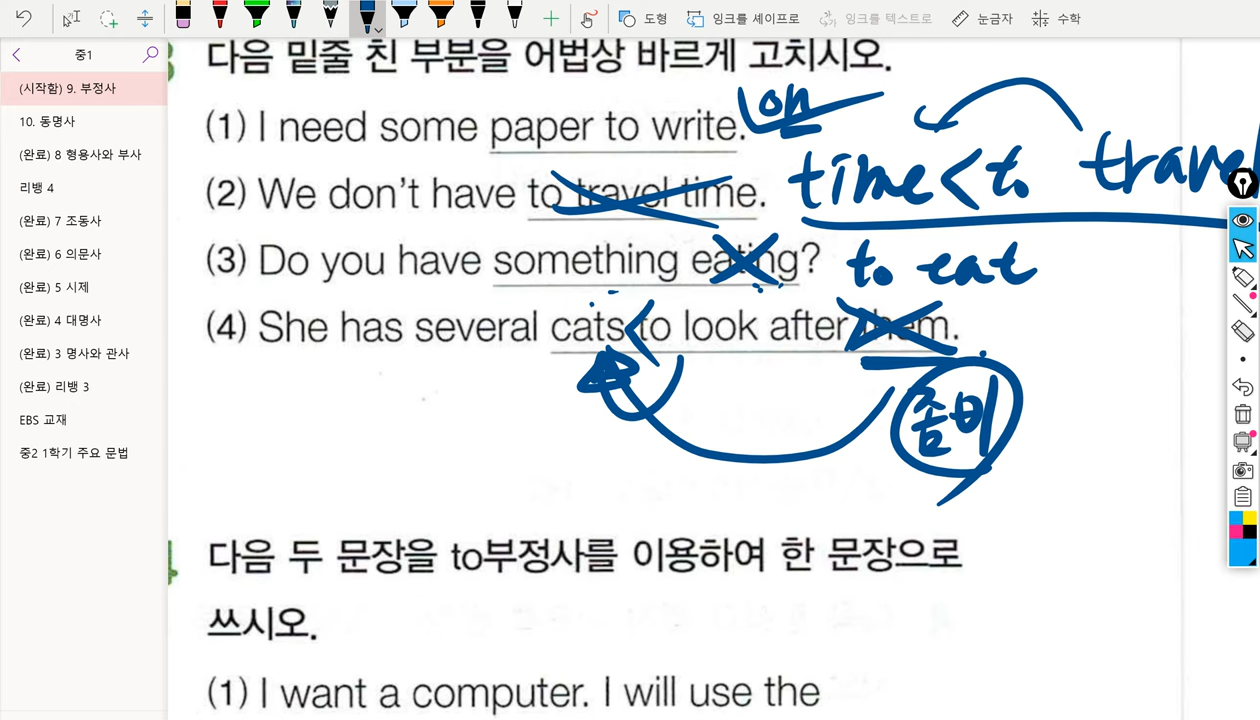 도형
잉크를 셰이프로
잉크를 텍스트로
눈금자
수학
중1
(시작함) 9. 부정사
10. 동명사
(완료) 8 형용사와 부사
리뱅 4
(완료) 7 조동사
(완료) 6 의문사
(완료) 5 시제
(완료) 4 대명사
(완료) 3 명사와 관사
(완료) 리뱅 3
EBS 교재
중2 1학기 주요 문법
다음 밑줄 친 부분을 어법상 바르게 고치시오.
(1) I need some paper to write. on
(2) We don't have to travel time. time < to travel
(3) Do you have something eating? to eat
(4) She has several cats < to look after them.
좀비
다음 두 문장을 to부정사를 이용하여 한 문장으로
쓰시오.
(1) I want a computer. I will use the